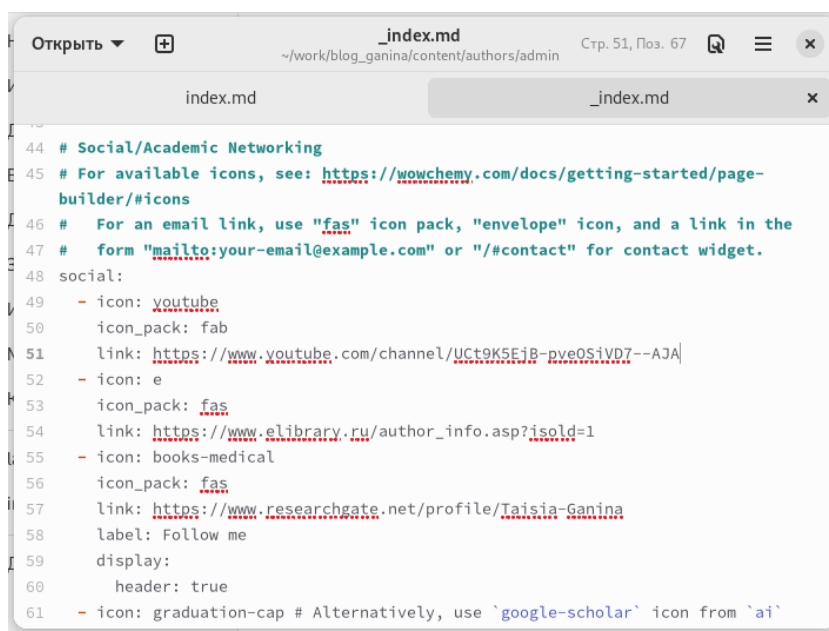 Открыть
_index.md
~/work/blog_ganina/content/authors/admin
Стр. 51, Поз. 67
index.md
_index.md
44 # Social/Academic Networking
45 # For available icons, see: https://wowchemy.com/docs/getting-started/page-
builder/#icons
46 #   For an email link, use "fas" icon pack, "envelope" icon, and a link in the
47 #   form "mailto:your-email@example.com" or "/#contact" for contact widget.
48 social:
49   - icon: youtube
50     icon_pack: fab
51     link: https://www.youtube.com/channel/UCt9K5EjB-pveOSiVD7--AJA
52   - icon: e
53     icon_pack: fas
54     link: https://www.elibrary.ru/author_info.asp?isold=1
55   - icon: books-medical
56     icon_pack: fas
57     link: https://www.researchgate.net/profile/Taisia-Ganina
58     label: Follow me
59     display:
60       header: true
61   - icon: graduation-cap # Alternatively, use `google-scholar` icon from `ai`